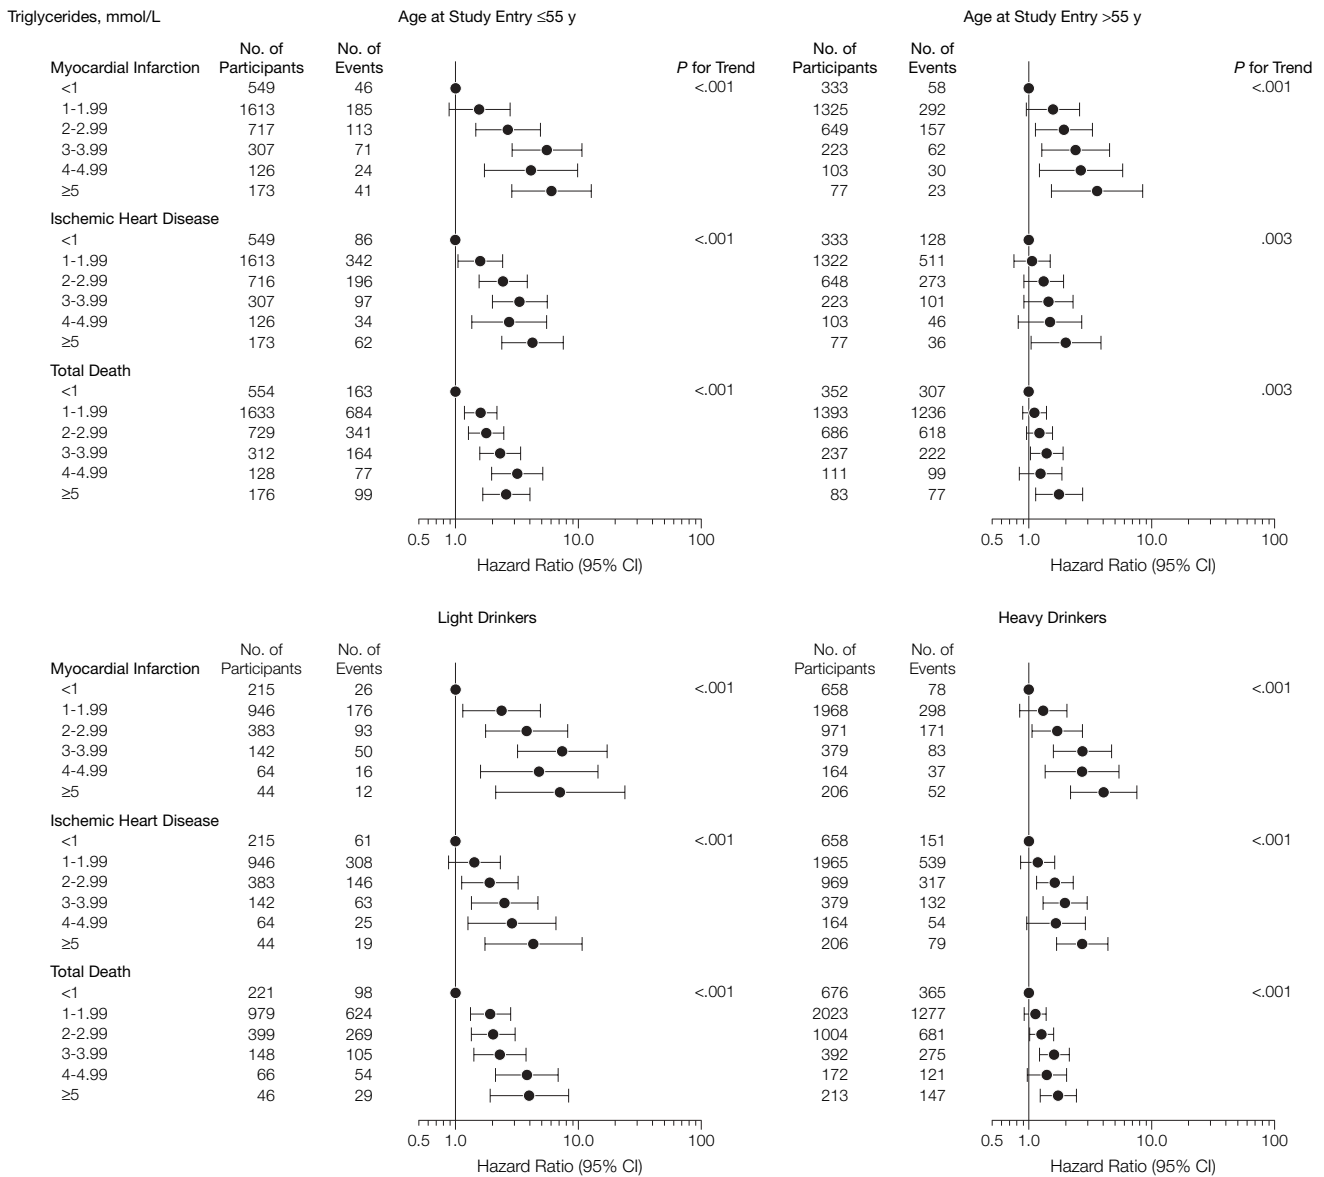 Triglycerides, mmol/L Age at Study Entry ≤55 y Age at Study Entry >55 y
No. of No. of No. of No. of
Myocardial Infarction Participants Events P for Trend Participants Events P for Trend
<1 549 46 <.001 333 58 <.001
1-1.99 1613 185 1325 292
2-2.99 717 113 649 157
3-3.99 307 71 223 62
4-4.99 126 24 103 30
≥5 173 41 77 23
Ischemic Heart Disease
<1 549 86 <.001 333 128 .003
1-1.99 1613 342 1322 511
2-2.99 716 196 648 273
3-3.99 307 97 223 101
4-4.99 126 34 103 46
≥5 173 62 77 36
Total Death
<1 554 163 <.001 352 307 .003
1-1.99 1633 684 1393 1236
2-2.99 729 341 686 618
3-3.99 312 164 237 222
4-4.99 128 77 111 99
≥5 176 99 83 77
0.5 1.0 10.0 100 0.5 1.0 10.0 100
Hazard Ratio (95% CI) Hazard Ratio (95% CI)
Light Drinkers Heavy Drinkers
No. of No. of No. of No. of
Myocardial Infarction Participants Events Participants Events
<1 215 26 <.001 658 78 <.001
1-1.99 946 176 1968 298
2-2.99 383 93 971 171
3-3.99 142 50 379 83
4-4.99 64 16 164 37
≥5 44 12 206 52
Ischemic Heart Disease
<1 215 61 <.001 658 151 <.001
1-1.99 946 308 1965 539
2-2.99 383 146 969 317
3-3.99 142 63 379 132
4-4.99 64 25 164 54
≥5 44 19 206 79
Total Death
<1 221 98 <.001 676 365 <.001
1-1.99 979 624 2023 1277
2-2.99 399 269 1004 681
3-3.99 148 105 392 275
4-4.99 66 54 172 121
≥5 46 29 213 147
0.5 1.0 10.0 100 0.5 1.0 10.0 100
Hazard Ratio (95% CI) Hazard Ratio (95% CI)